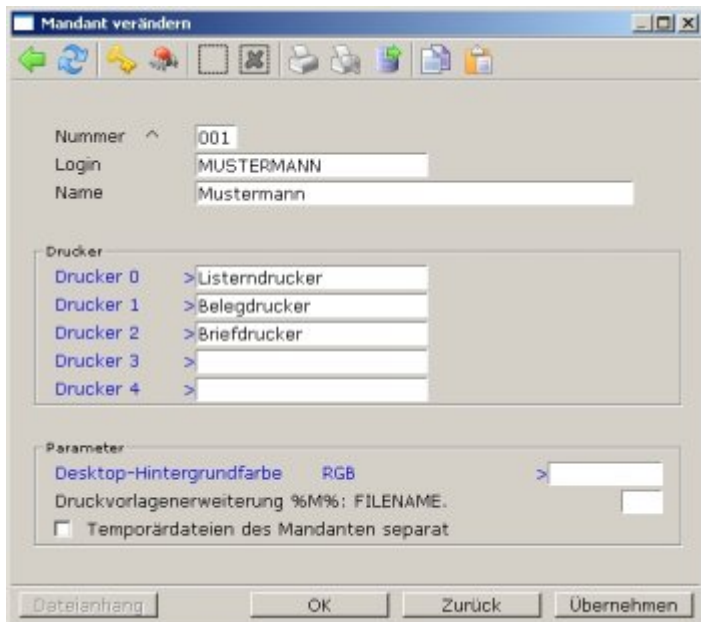 Mandant verändern
Nummer ^ 001
Login MUSTERMANN
Name Mustermann
Drucker
Drucker 0 >Listerndrucker
Drucker 1 >Belegdrucker
Drucker 2 >Briefdrucker
Drucker 3 >
Drucker 4 >
Parameter
Desktop-Hintergrundfarbe RGB >
Druckvorlagenerweiterung %M%: FILENAME.
Temporärdateien des Mandanten separat
Dateianhang OK Zurück Übernehmen